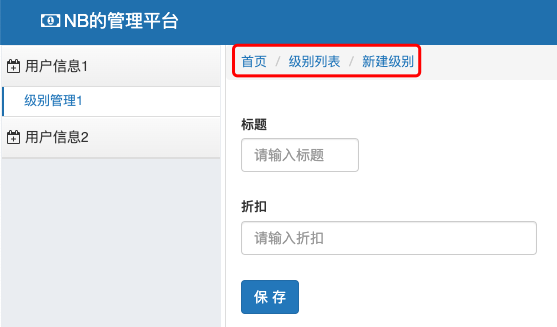 NB的管理平台
用户信息1
级别管理1
用户信息2
首页 / 级别列表 / 新建级别
标题
请输入标题
折扣
请输入折扣
保 存